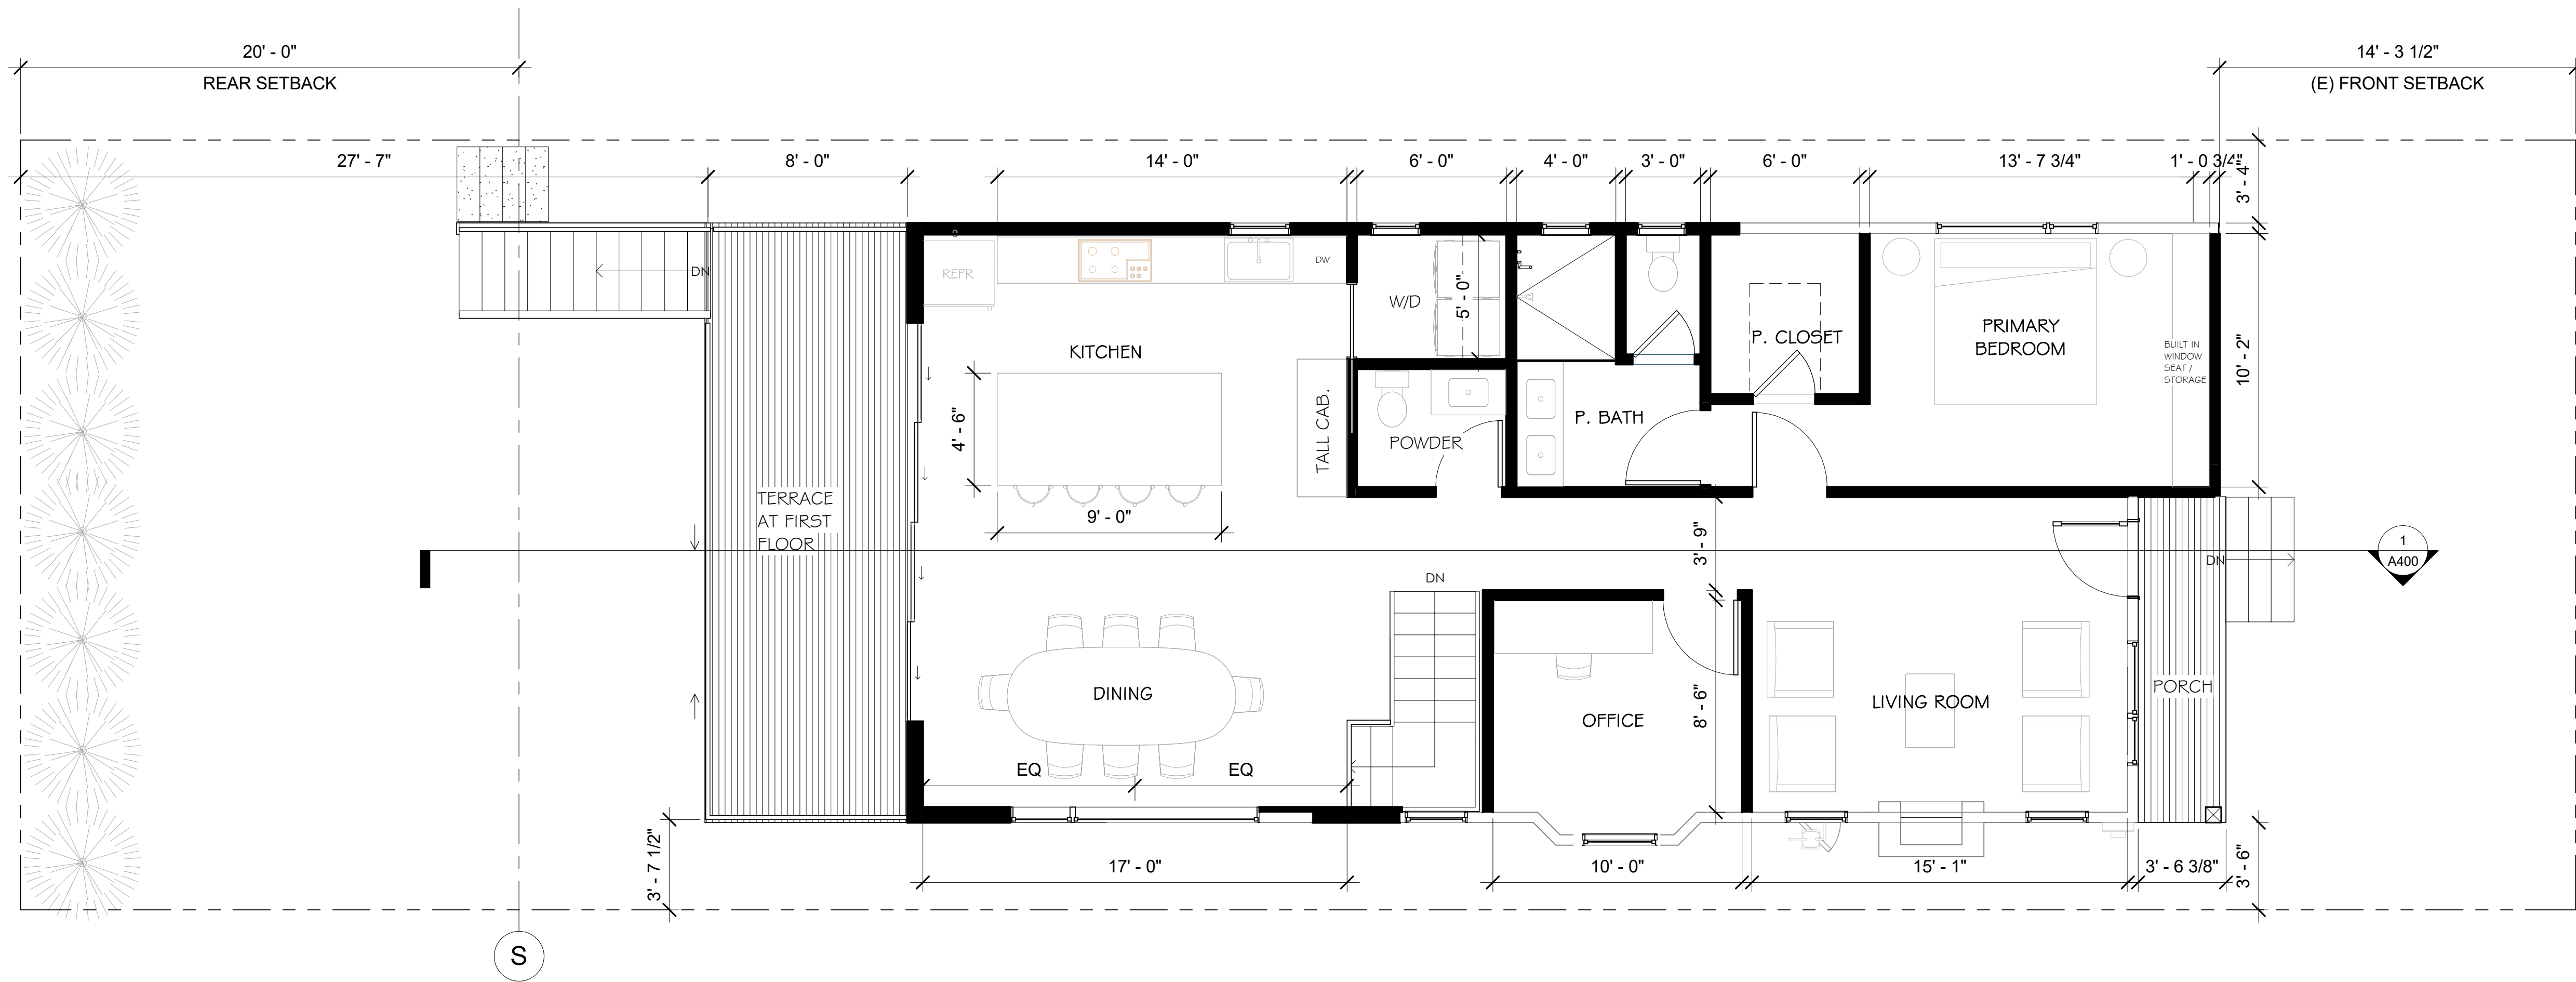 20' - 0"
REAR SETBACK
14' - 3 1/2"
(E) FRONT SETBACK
27' - 7"
8' - 0"
14' - 0"
6' - 0"
4' - 0"
3' - 0"
6' - 0"
13' - 7 3/4"
1' - 0 3/4"
3' - 4"
DN
REFR
DW
W/D
5' - 0"
KITCHEN
P. CLOSET
PRIMARY
BEDROOM
BUILT IN
WINDOW
SEAT /
STORAGE
10' - 2"
4' - 6"
TALL CAB.
POWDER
P. BATH
9' - 0"
TERRACE
AT FIRST
FLOOR
3' - 9"
1
A400
DN
DN
DINING
OFFICE
8' - 6"
LIVING ROOM
PORCH
EQ
EQ
3' - 7 1/2"
17' - 0"
10' - 0"
15' - 1"
3' - 6 3/8"
3' - 6"
S